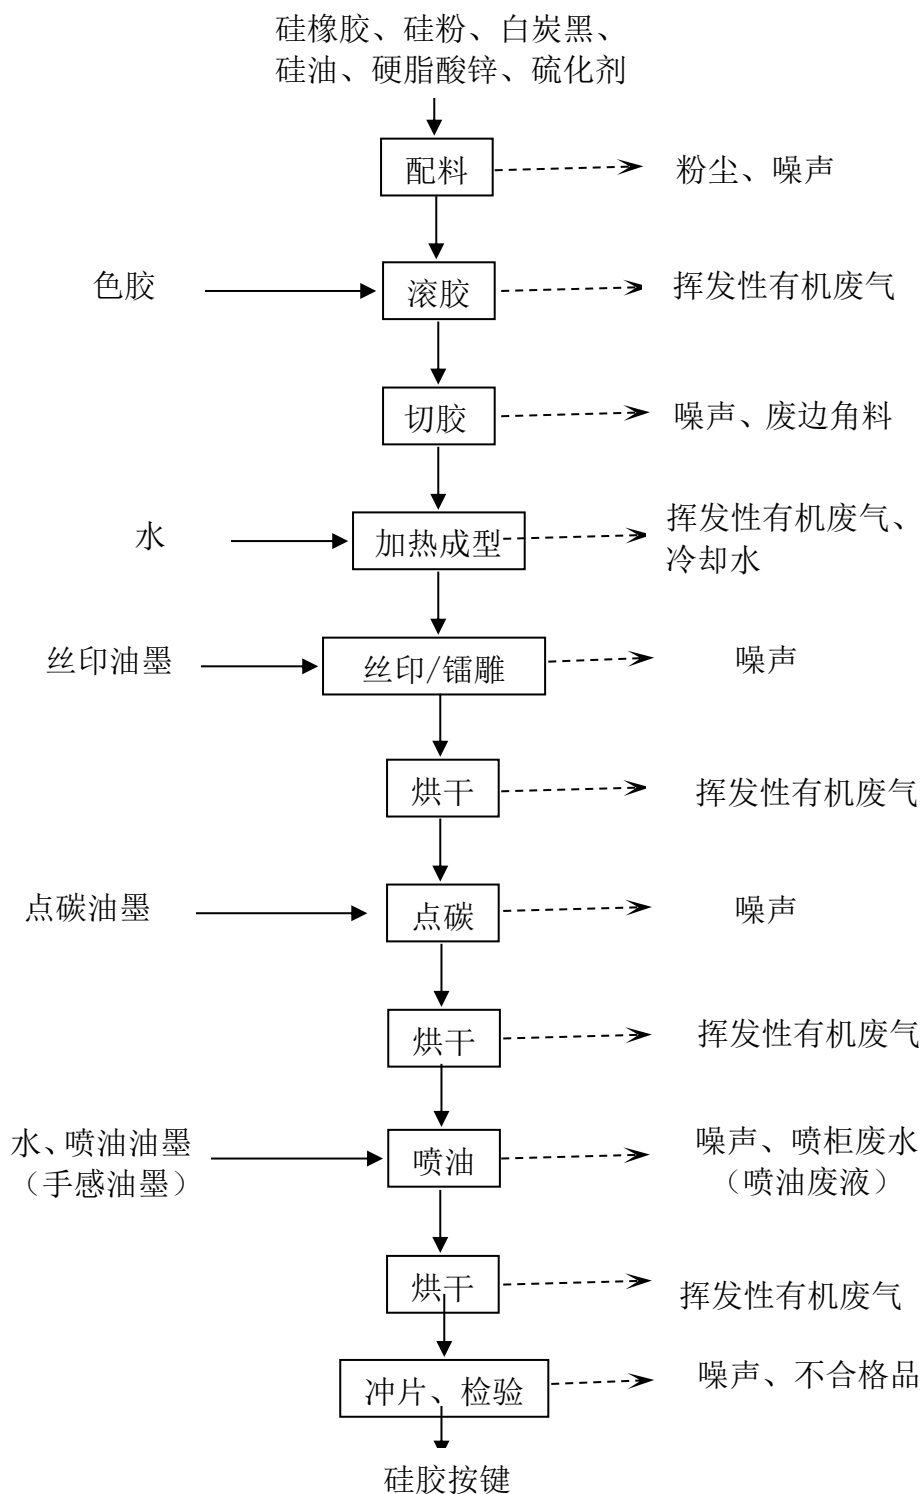 硅橡胶、硅粉、白炭黑、
硅油、硬脂酸锌、硫化剂
配料
粉尘、噪声
色胶
滚胶
挥发性有机废气
切胶
噪声、废边角料
水
加热成型
挥发性有机废气、
冷却水
丝印油墨
丝印/镭雕
噪声
烘干
挥发性有机废气
点碳油墨
点碳
噪声
烘干
挥发性有机废气
水、喷油油墨
（手感油墨）
喷油
噪声、喷柜废水
（喷油废液）
烘干
挥发性有机废气
冲片、检验
噪声、不合格品
硅胶按键